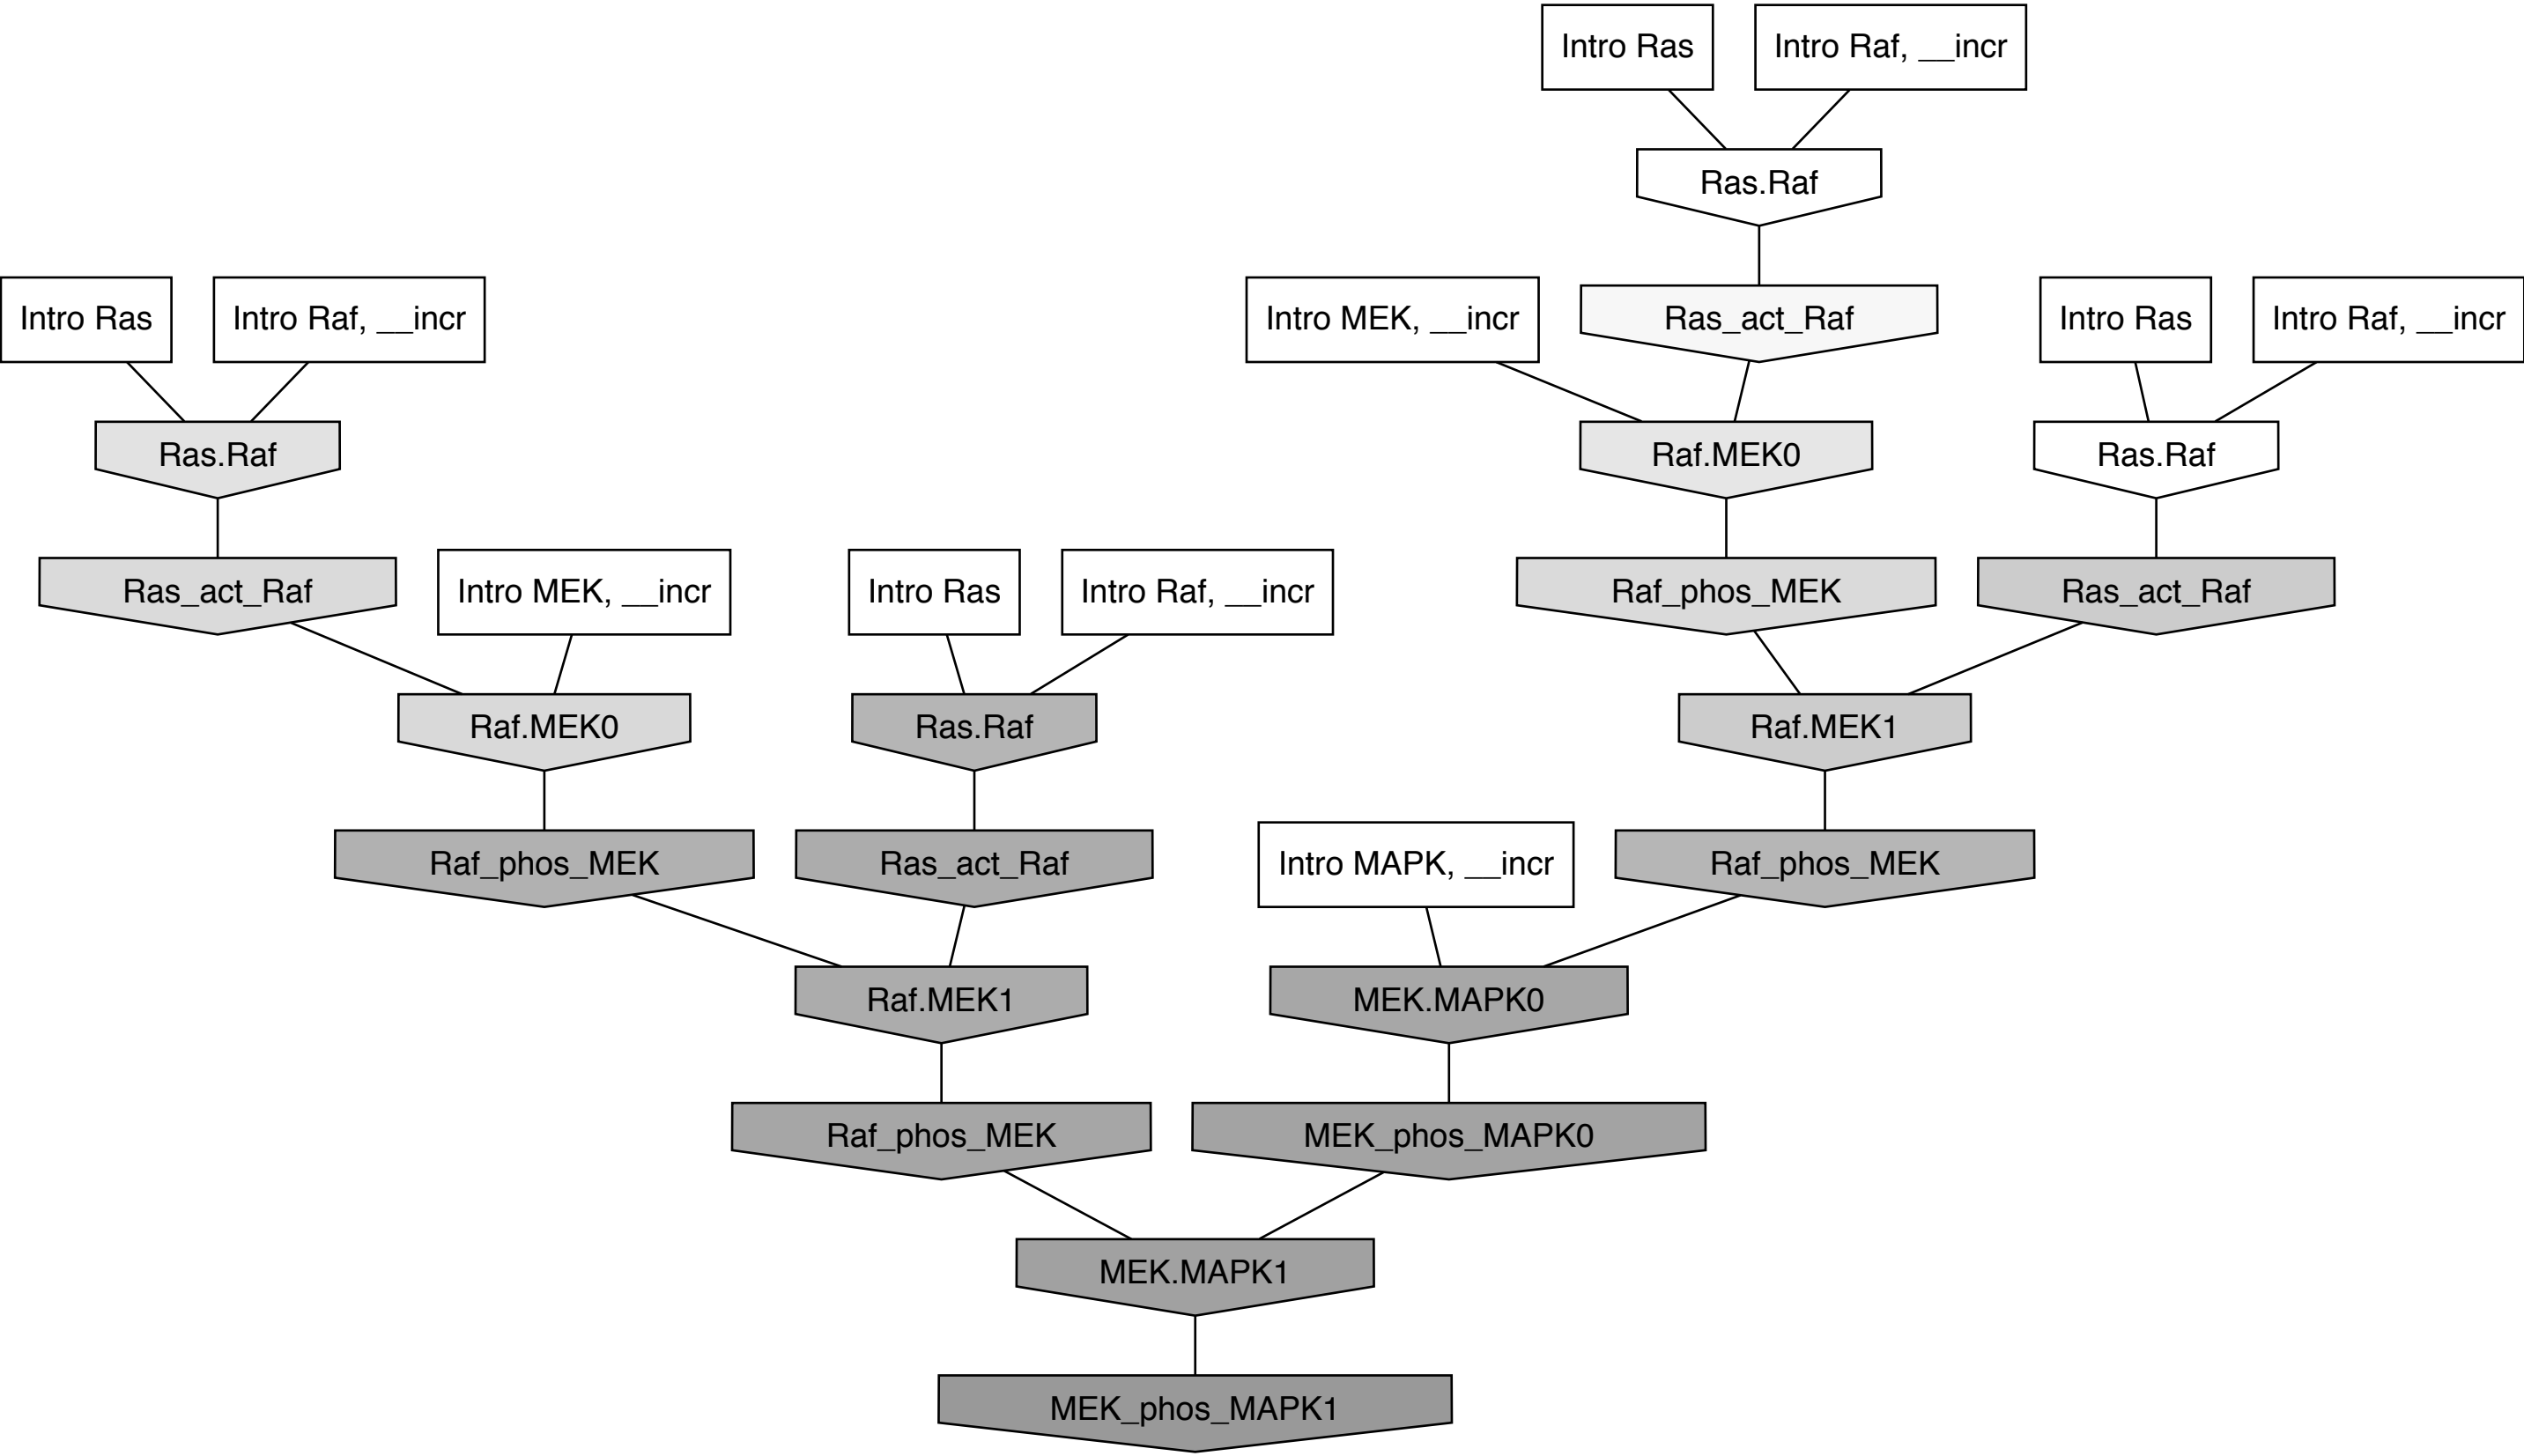 Intro Ras
Intro Raf, __incr
Ras.Raf
Intro Ras
Intro Raf, __incr
Intro MEK, __incr
Ras_act_Raf
Intro Ras
Intro Raf, __incr
Ras.Raf
Raf.MEK0
Ras.Raf
Ras_act_Raf
Intro MEK, __incr
Intro Ras
Intro Raf, __incr
Raf_phos_MEK
Ras_act_Raf
Raf.MEK0
Ras.Raf
Raf.MEK1
Raf_phos_MEK
Ras_act_Raf
Intro MAPK, __incr
Raf_phos_MEK
Raf.MEK1
MEK.MAPK0
Raf_phos_MEK
MEK_phos_MAPK0
MEK.MAPK1
MEK_phos_MAPK1